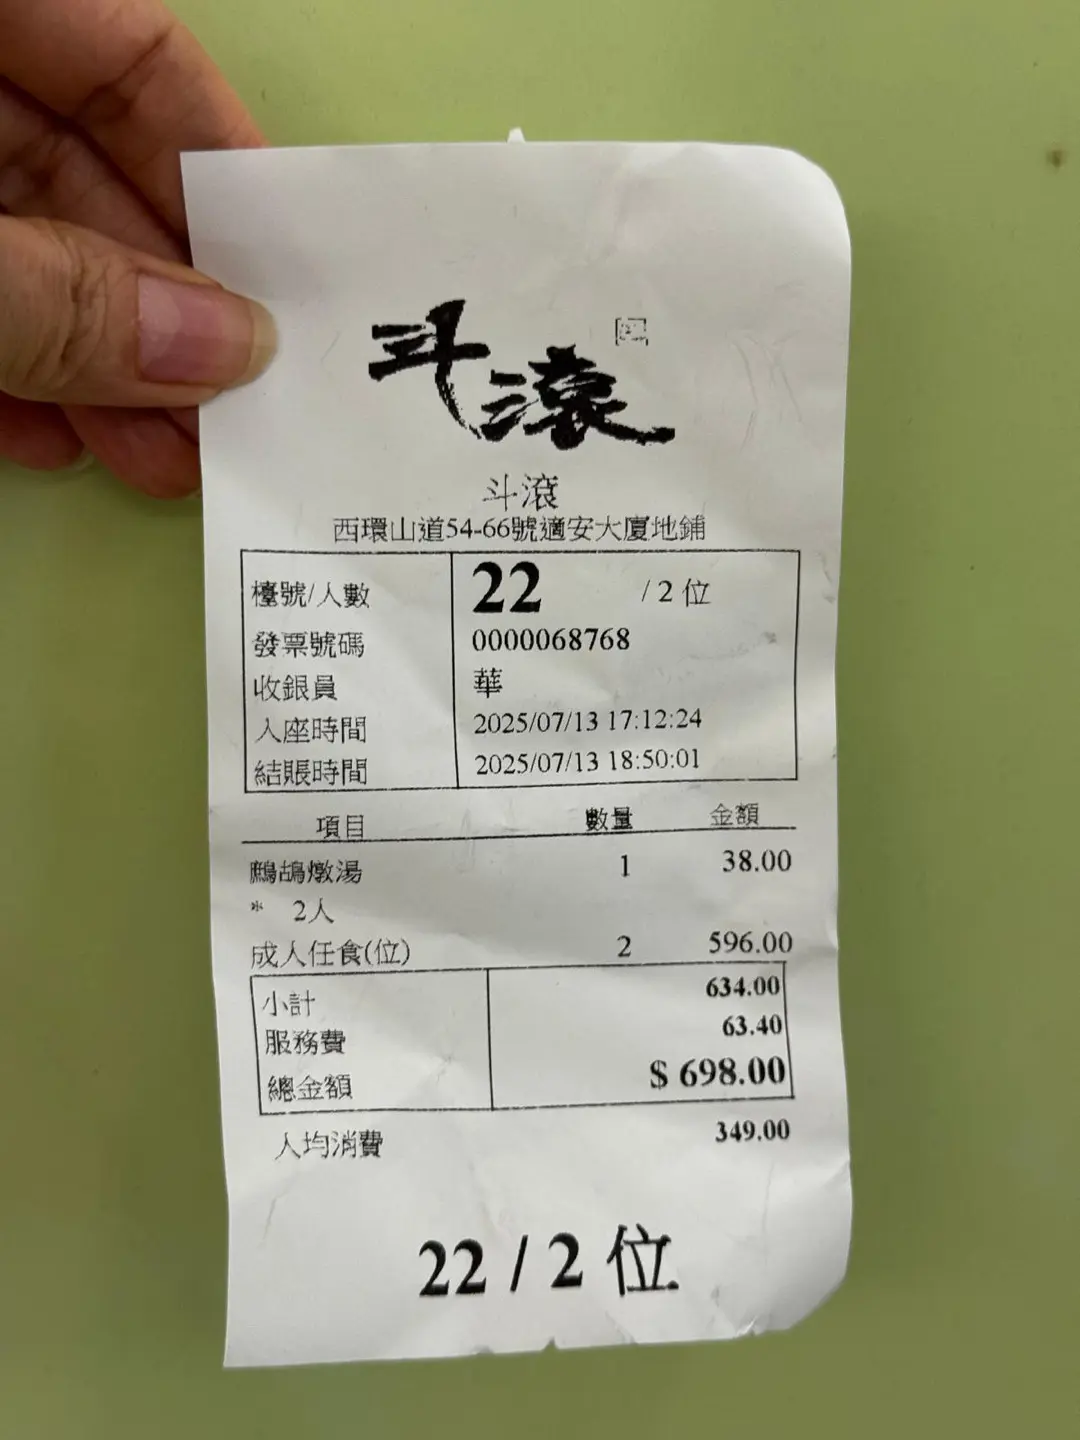 斗滾
斗滾
西環山道54-66號適安大廈地鋪
檯號/人數 22 / 2 位
發票號碼 0000068768
收銀員 華
入座時間 2025/07/13 17:12:24
結賬時間 2025/07/13 18:50:01
項目 數量 金額
鷓鴣燉湯 1 38.00
* 2人
成人任食(位) 2 596.00
小計 634.00
服務費 63.40
總金額 $ 698.00
人均消費 349.00
22 / 2 位